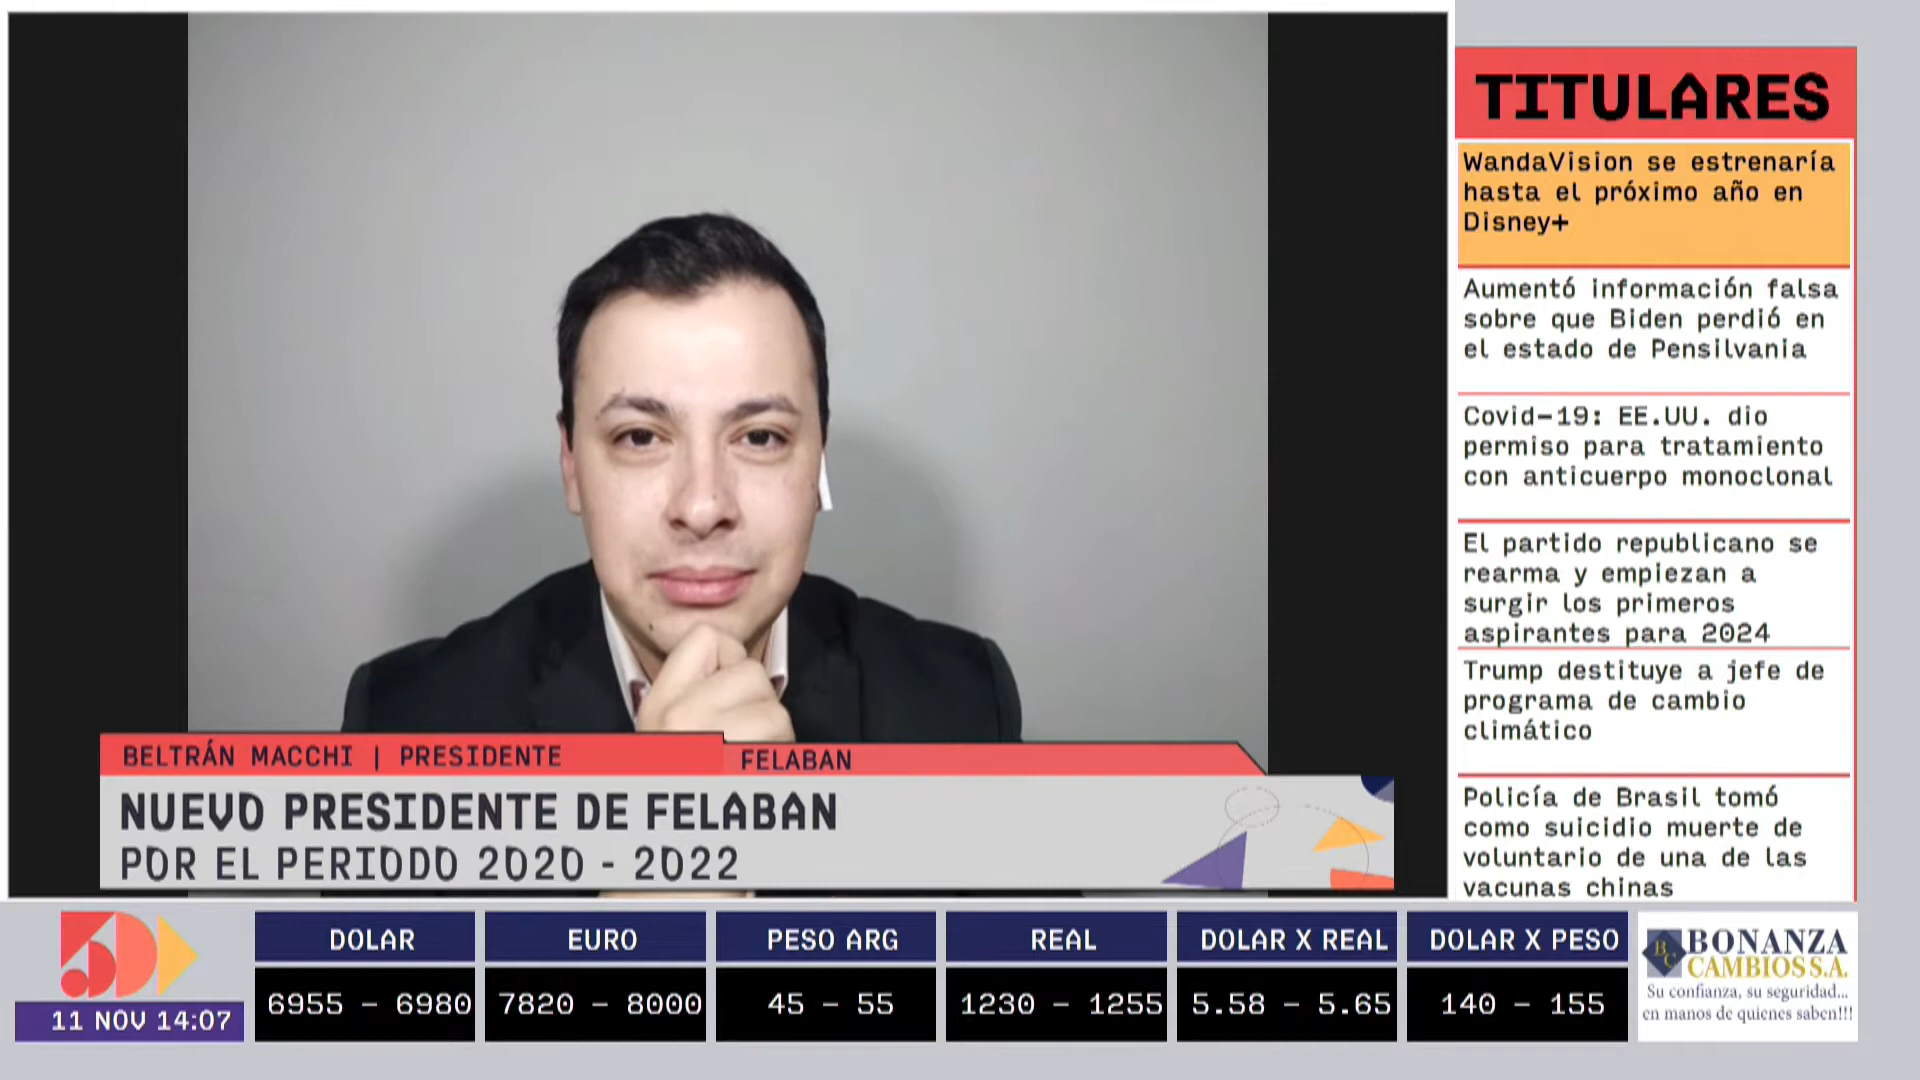 TITULARES
WandaVision se estrenaría
hasta el próximo año en
Disney+
Aumentó información falsa
sobre que Biden perdió en
el estado de Pensilvania
Covid-19: EE.UU. dio
permiso para tratamiento
con anticuerpo monoclonal
El partido republicano se
rearma y empiezan a
surgir los primeros
aspirantes para 2024
Trump destituye a jefe de
programa de cambio
climático
Policía de Brasil tomó
como suicidio muerte de
voluntario de una de las
vacunas chinas
BELTRÁN MACCHI | PRESIDENTE
FELABAN
NUEVO PRESIDENTE DE FELABAN
POR EL PERIODO 2020 - 2022
5D
11 NOV 14:07
DOLAR
6955 - 6980
EURO
7820 - 8000
PESO ARG
45 - 55
REAL
1230 - 1255
DOLAR X REAL
5.58 - 5.65
DOLAR X PESO
140 - 155
BC
BONANZA
CAMBIOS S.A.
Su confianza, su seguridad...
en manos de quienes saben!!!